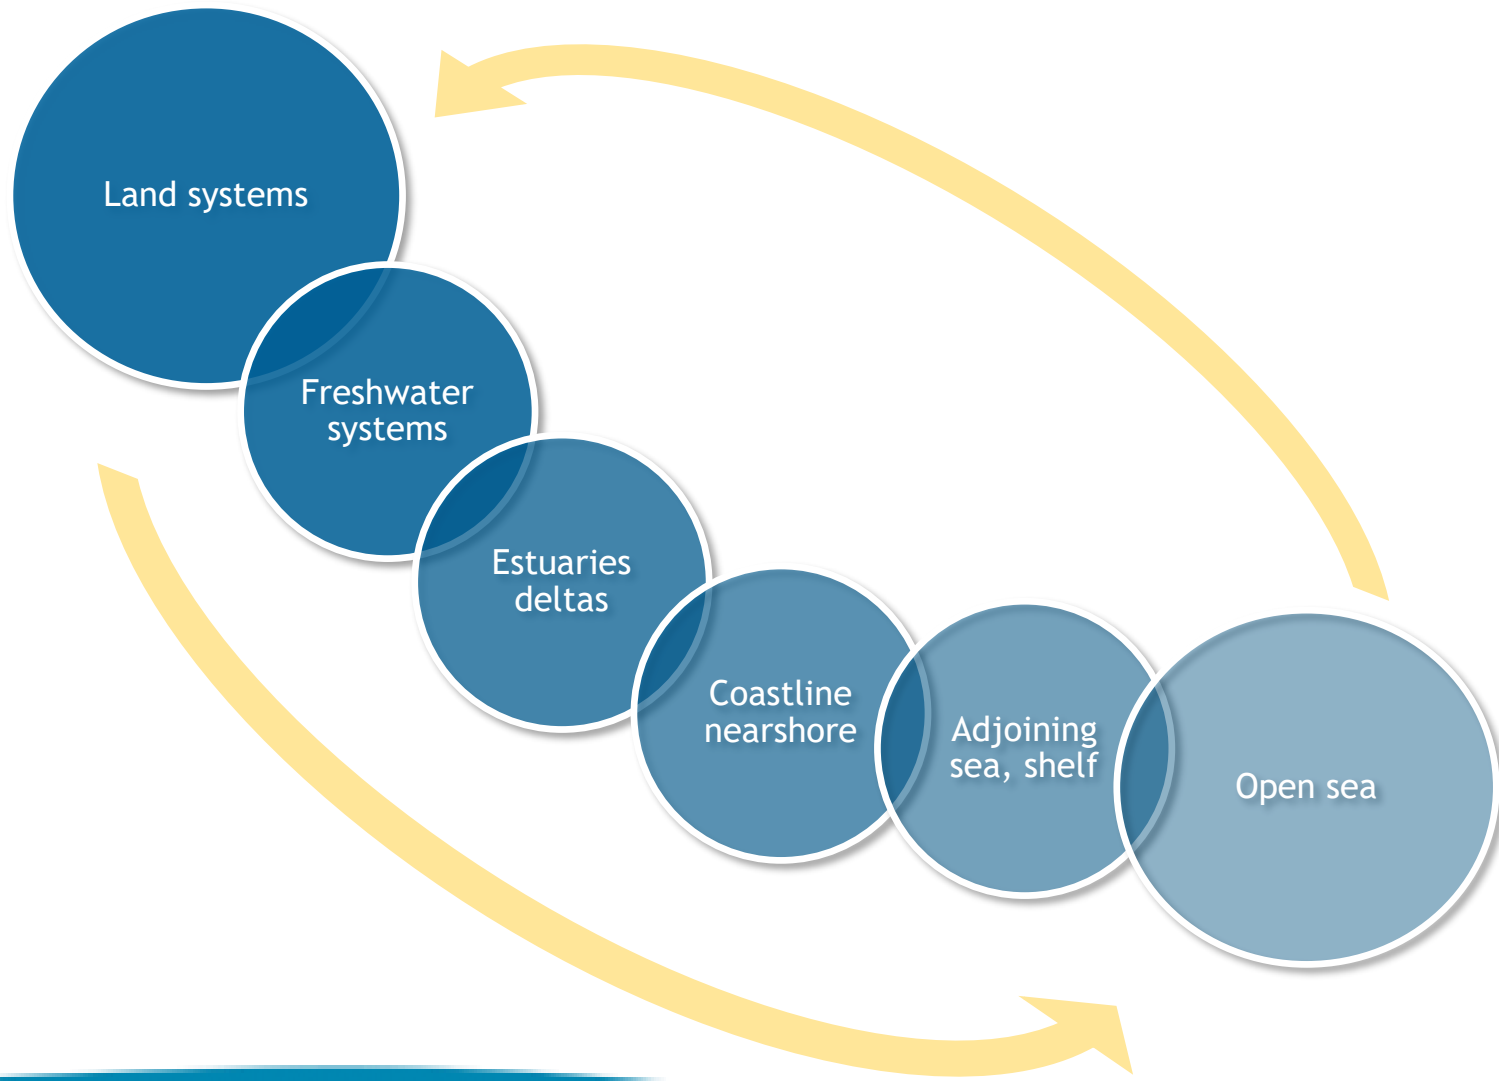 Land systems
Freshwater
systems
Estuaries
deltas
Coastline
nearshore
Adjoining
sea, shelf
Open sea